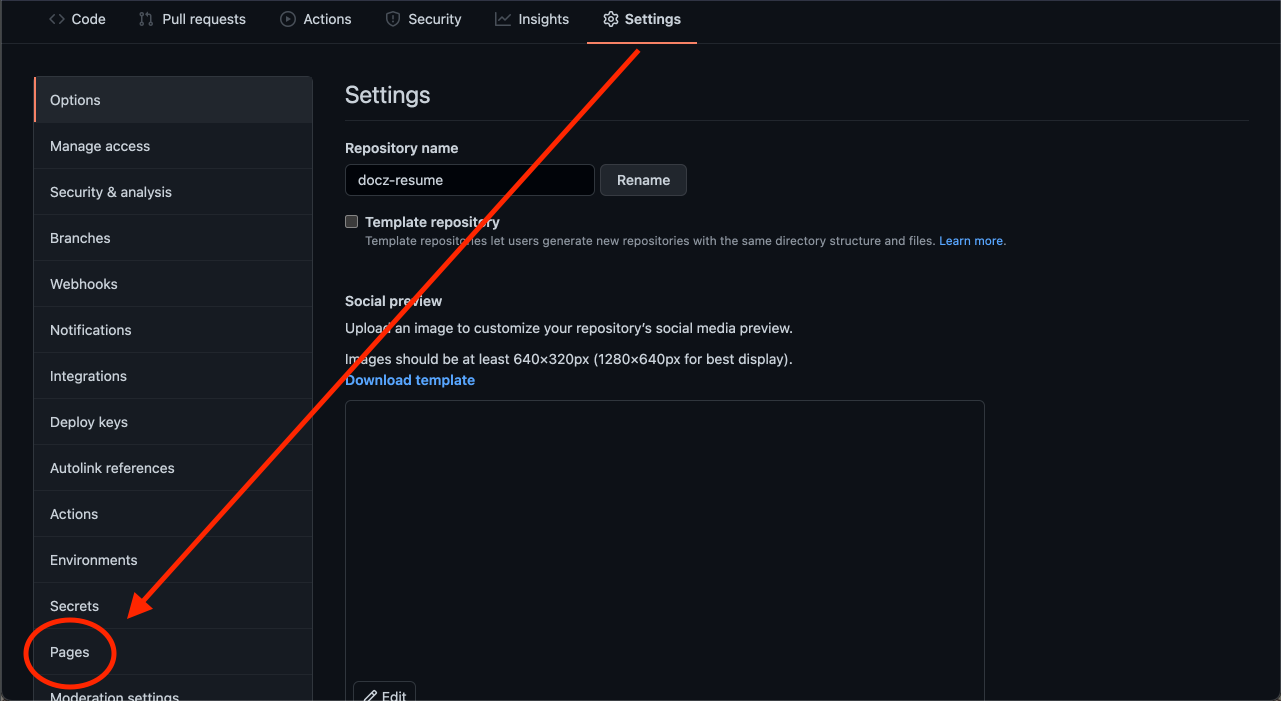 Code Pull requests Actions Security Insights Settings
Options
Manage access
Security & analysis
Branches
Webhooks
Notifications
Integrations
Deploy keys
Autolink references
Actions
Environments
Secrets
Pages
Moderation settings
Settings
Repository name
docz-resume Rename
Template repository
Template repositories let users generate new repositories with the same directory structure and files. Learn more.
Social preview
Upload an image to customize your repository’s social media preview.
Images should be at least 640×320px (1280×640px for best display).
Download template
Edit